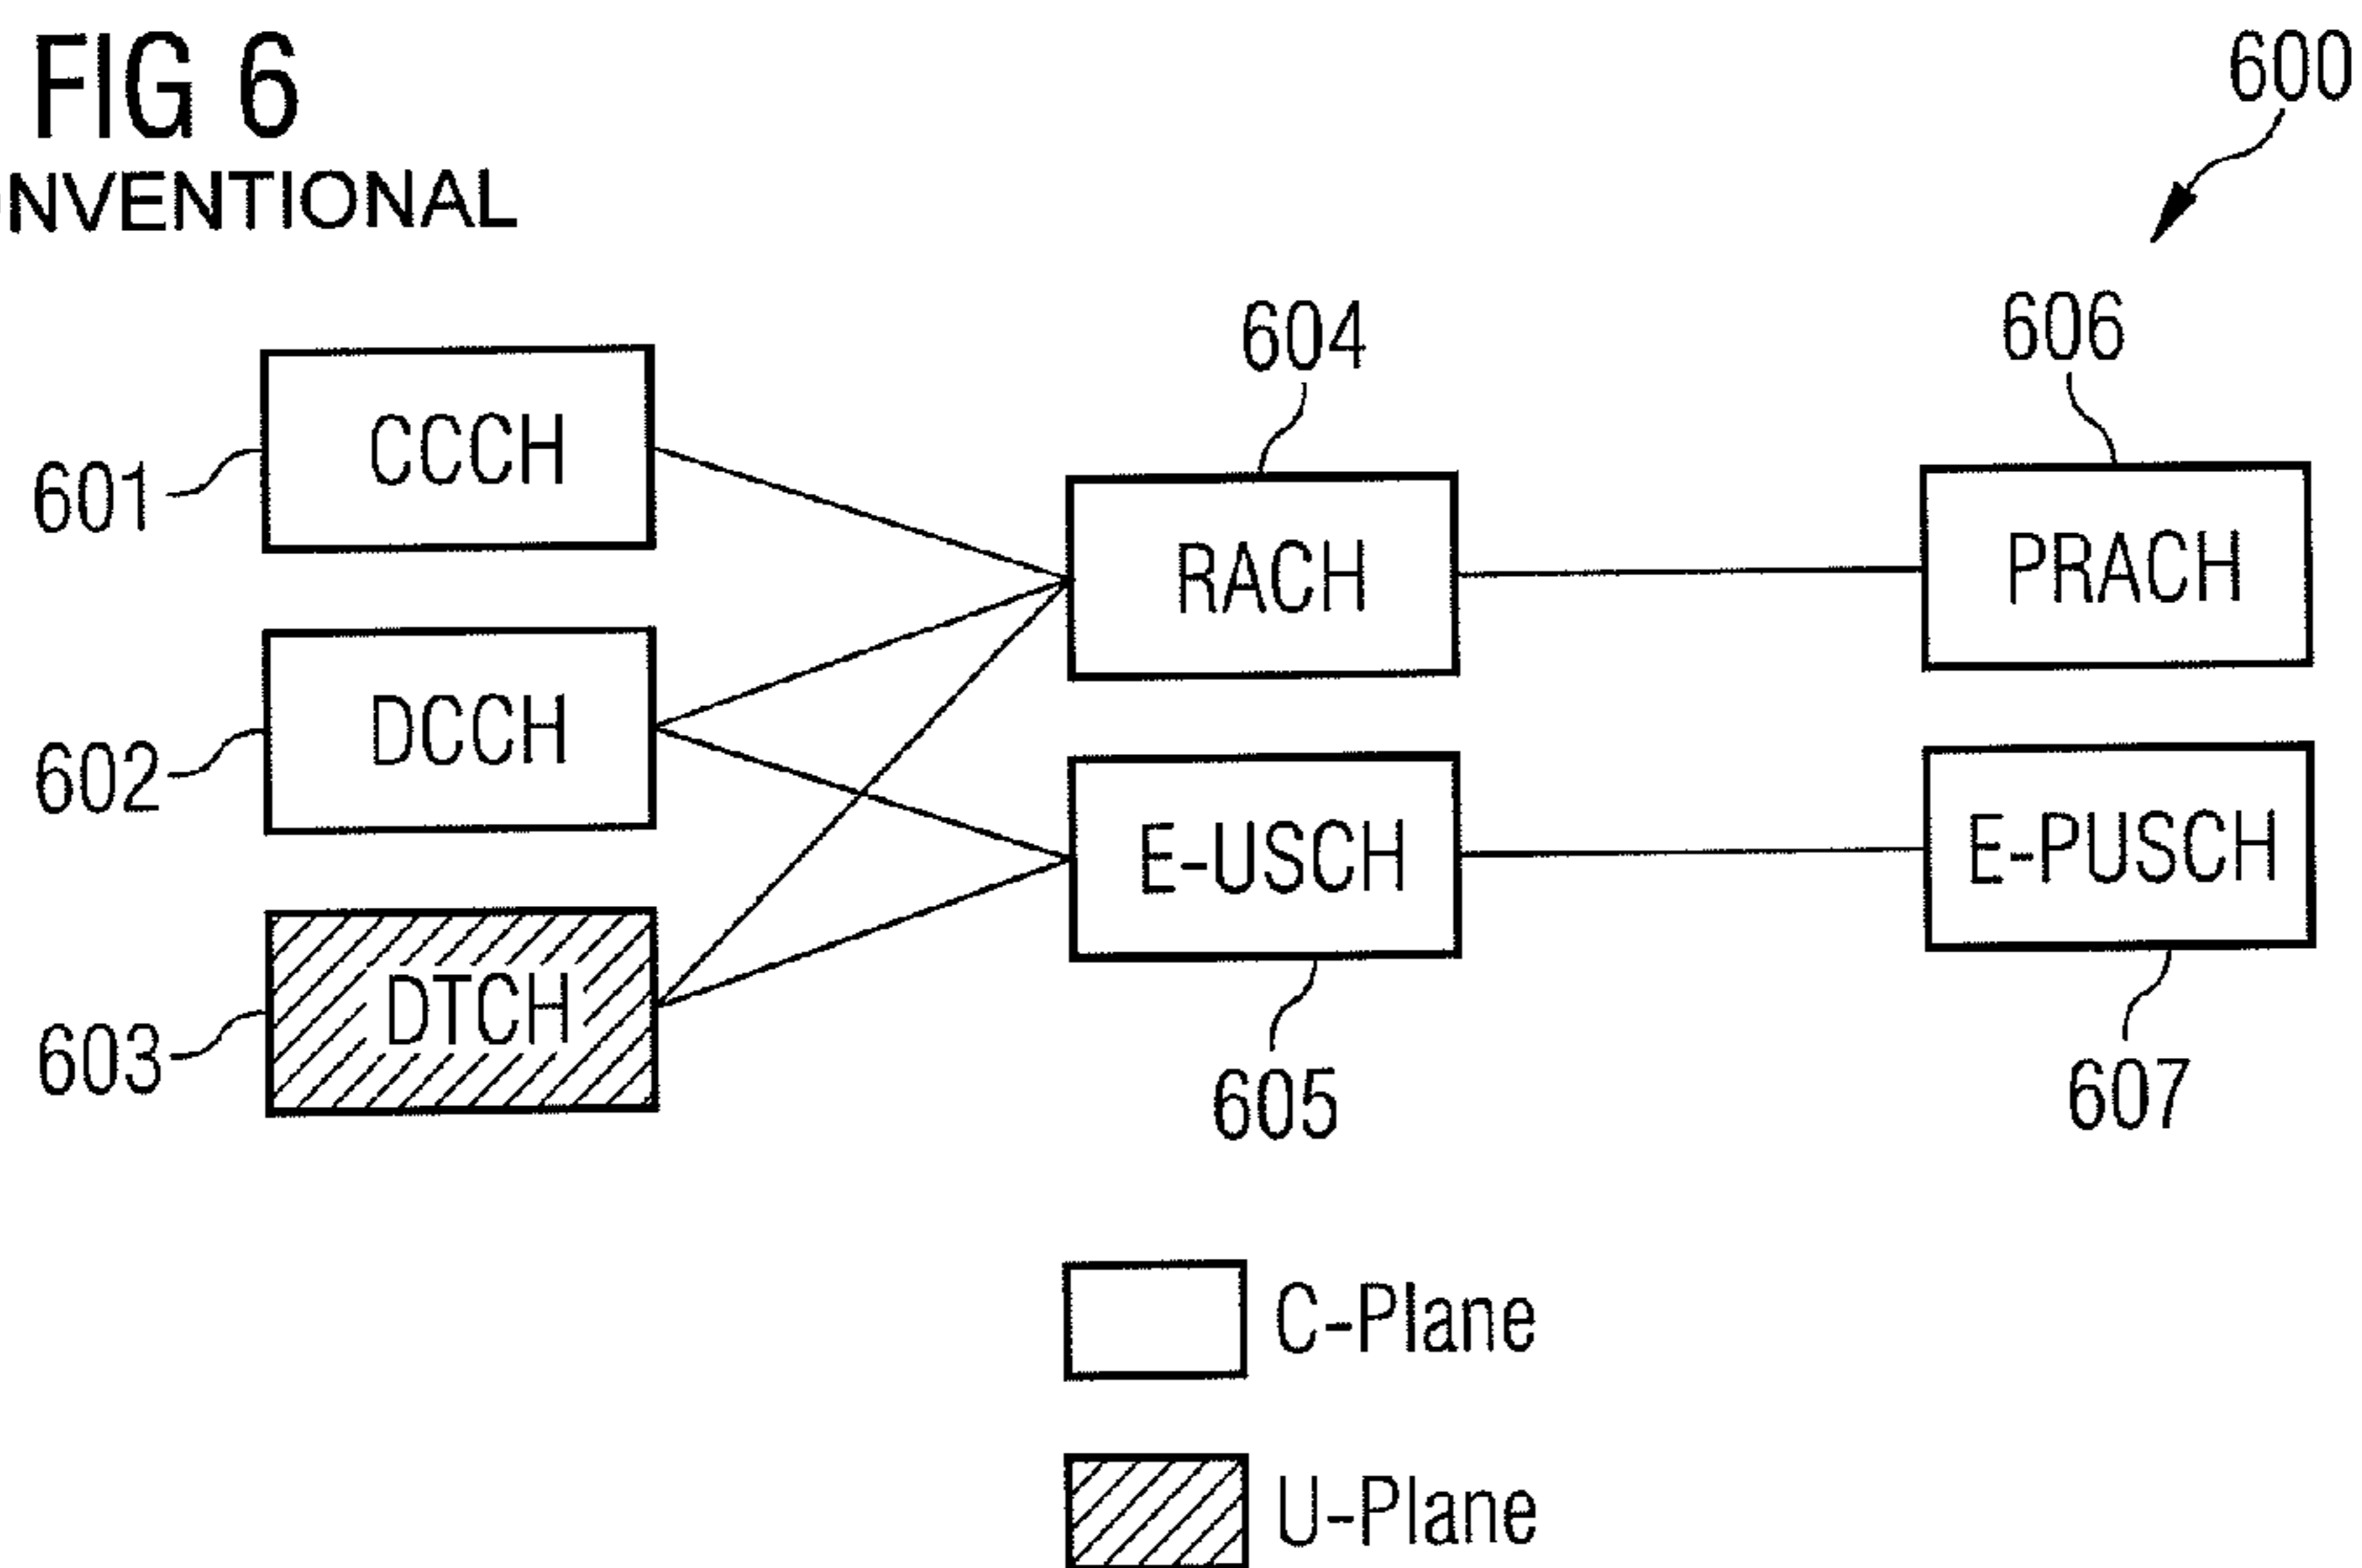 FIG 6
ONVENTIONAL
600
604
606
CCCH
601
RACH
PRACH
DCCH
602
E-USCH
E-PUSCH
DTCH
603
605
607
C-Plane
U-Plane